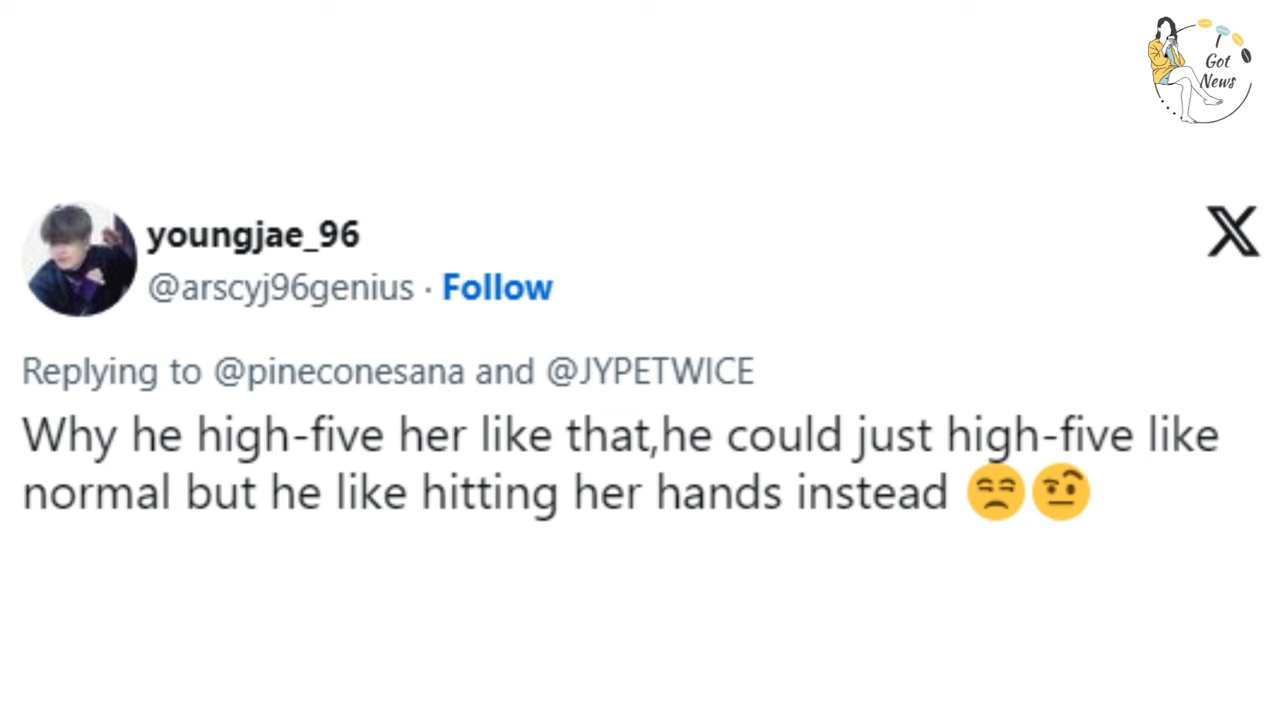 Got
News
youngjae_96
@arscyj96genius · Follow
Replying to @pineconesana and @JYPETWICE
Why he high-five her like that,he could just high-five like
normal but he like hitting her hands instead 😒🤨